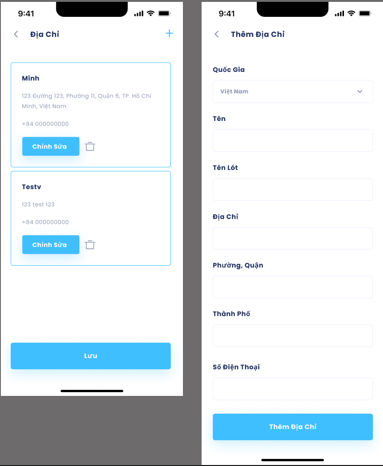 9:41
Địa Chỉ
Minh
123 Đường 123, Phường 11, Quận 6, TP. Hồ Chí
Minh, Việt Nam
+84 000000000
Chỉnh Sửa
Testv
123 test 123
+84 000000000
Chỉnh Sửa
Lưu
9:41
Thêm Địa Chỉ
Quốc Gia
Việt Nam
Tên
Tên Lót
Địa Chỉ
Phường, Quận
Thành Phố
Số Điện Thoại
Thêm Địa Chỉ